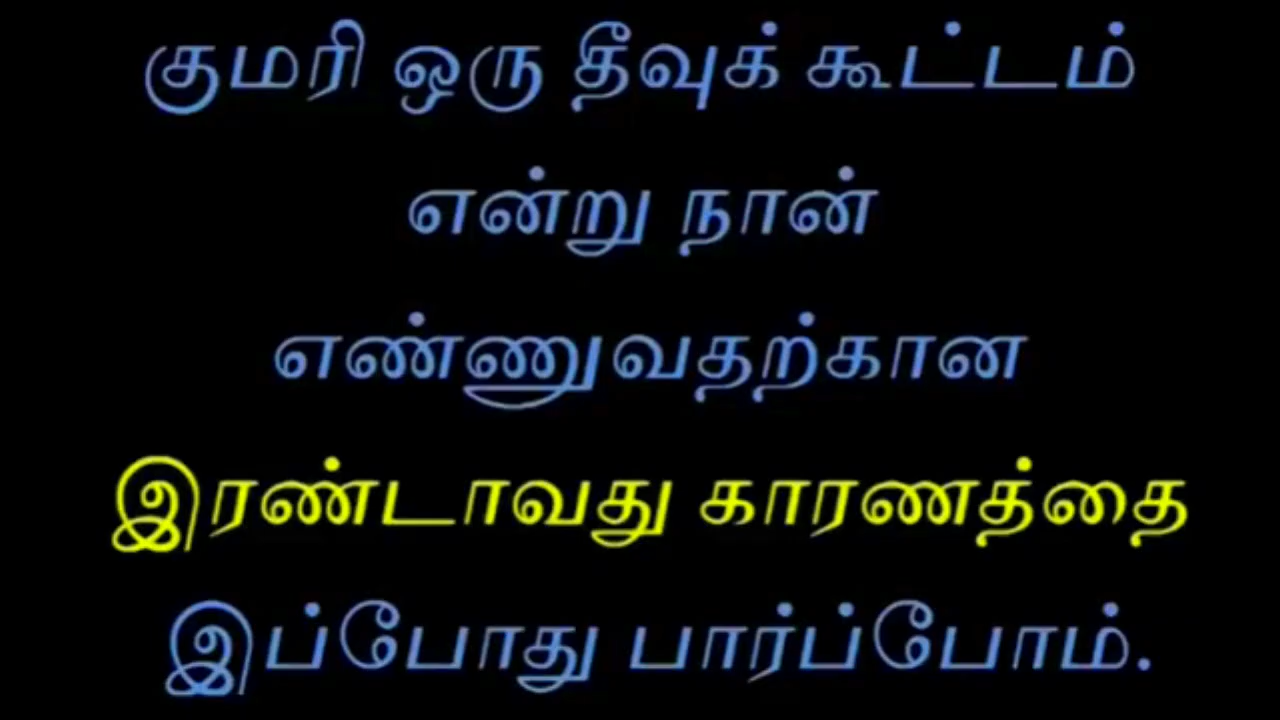 குமரி ஒரு தீவுக் கூட்டம்
என்று நான்
எண்ணுவதற்கான
இரண்டாவது காரணத்தை
இப்போது பார்ப்போம்.